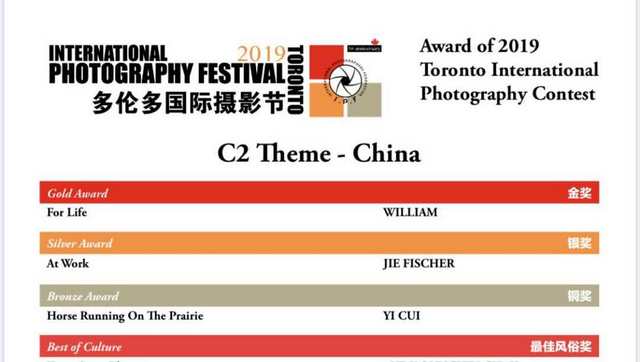 INTERNATIONAL 2019
PHOTOGRAPHY FESTIVAL
TORONTO
多伦多国际摄影节
I.P.F
Award of 2019
Toronto International
Photography Contest
C2 Theme - China
Gold Award 金奖
For Life WILLIAM
Silver Award 银奖
At Work JIE FISCHER
Bronze Award 铜奖
Horse Running On The Prairie YI CUI
Best of Culture 最佳风俗奖